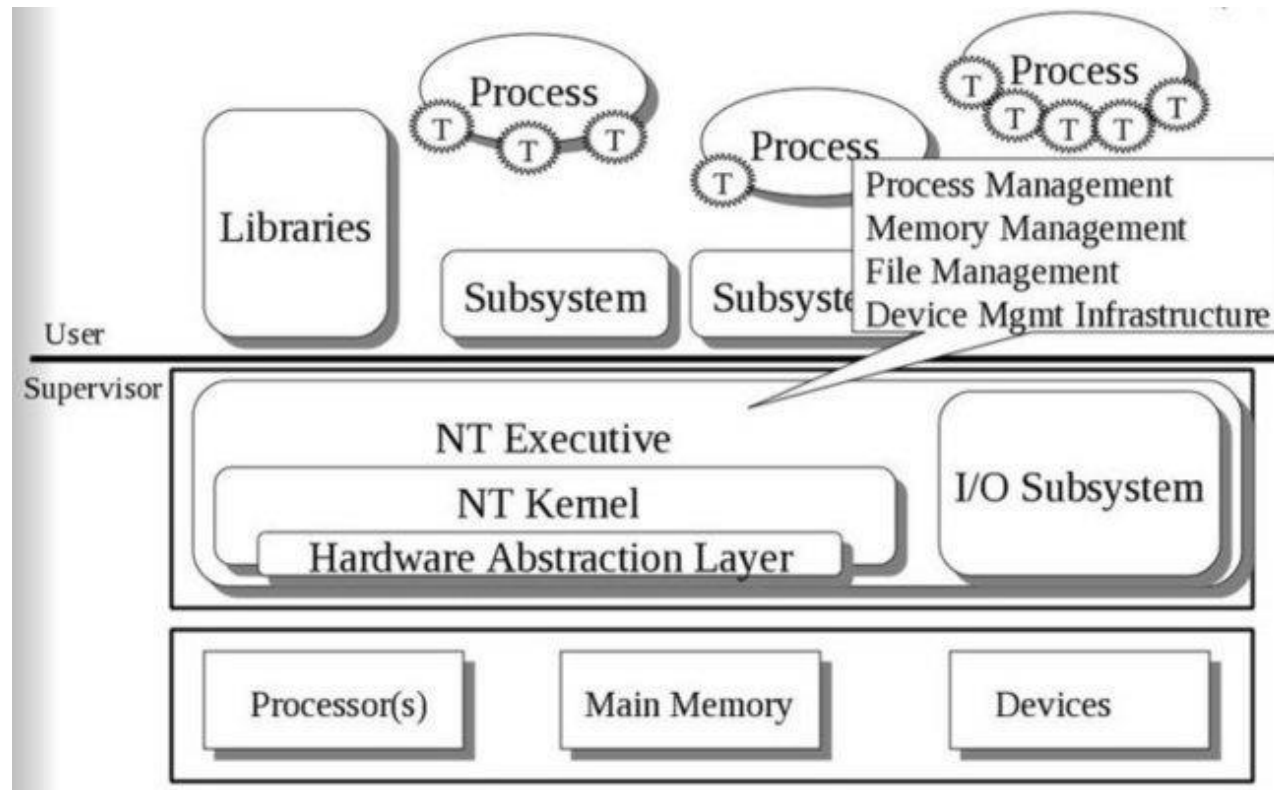 Process
T
T
T
Process
T
Process
T
T
T
T
T
Libraries
Subsystem
Subsyste
Process Management
Memory Management
File Management
Device Mgmt Infrastructure
User
Supervisor
NT Executive
NT Kernel
Hardware Abstraction Layer
I/O Subsystem
Processor(s)
Main Memory
Devices